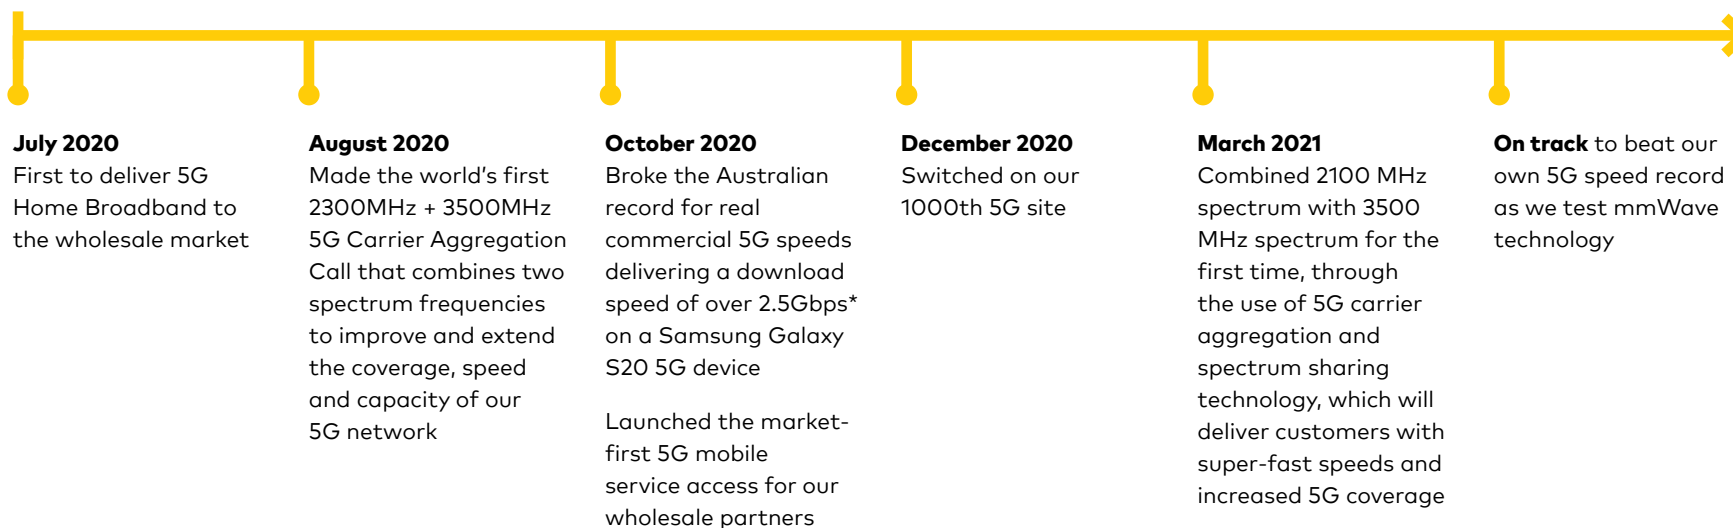 July 2020
First to deliver 5G
Home Broadband to
the wholesale market
August 2020
Made the world's first
2300MHz + 3500MHz
5G Carrier Aggregation
Call that combines two
spectrum frequencies
to improve and extend
the coverage, speed
and capacity of our
5G network
October 2020
Broke the Australian
record for real
commercial 5G speeds
delivering a download
speed of over 2.5Gbps*
on a Samsung Galaxy
S20 5G device
Launched the market-
first 5G mobile
service access for our
wholesale partners
December 2020
Switched on our
1000th 5G site
March 2021
Combined 2100 MHz
spectrum with 3500
MHz spectrum for the
first time, through
the use of 5G carrier
aggregation and
spectrum sharing
technology, which will
deliver customers with
super-fast speeds and
increased 5G coverage
On track to beat our
own 5G speed record
as we test mmWave
technology